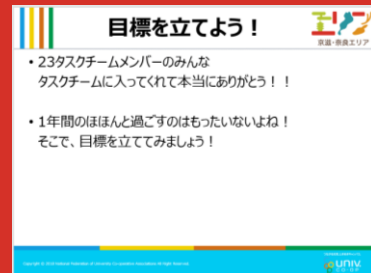 目標を立てよう！
エリア
京滋・奈良エリア
• 23タスクチームメンバーのみんな
タスクチームに入ってくれて本当にありがとう！！
• 1年間のほほんと過ごすのはもったいないよね！
そこで、目標を立ててみましょう！
UNIV.
CO-OP